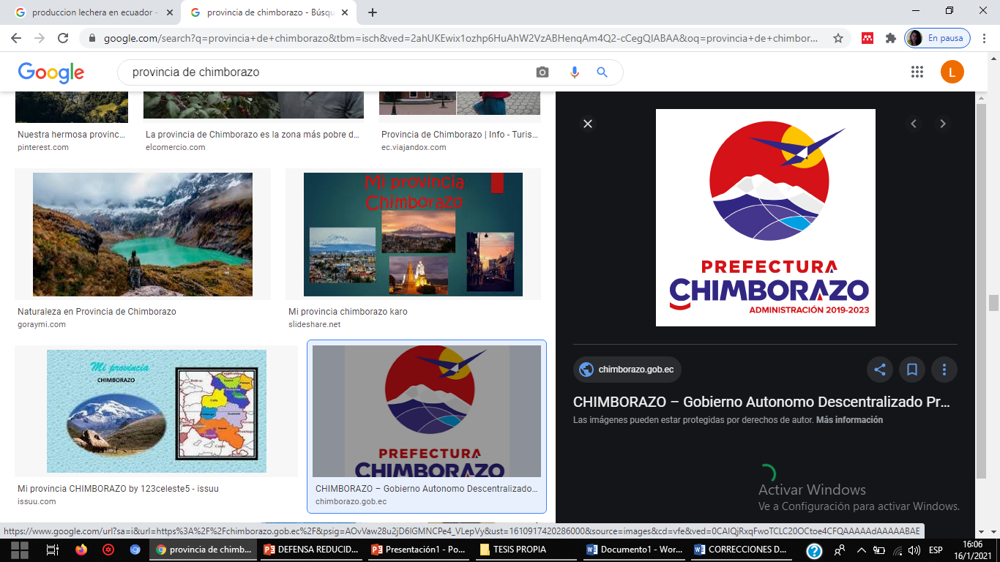 produccion lechera en ecuador -
provincia de chimborazo - Búsqu
google.com/search?q=provincia+de+chimborazo&tbm=isch&ved=2ahUKEwix1ozhp6HuAhW2VzABHenqAm4Q2-cCegQIABAA&oq=provincia+de+chimbor...
En pausa
Google
provincia de chimborazo
L
Nuestra hermosa provinc...
pinterest.com
La provincia de Chimborazo es la zona más pobre d...
elcomercio.com
Provincia de Chimborazo | Info - Turis...
ec.viajandox.com
Mi provincia
Chimborazo
Naturaleza en Provincia de Chimborazo
goraymi.com
Mi provincia chimborazo karo
slideshare.net
Mi provincia
CHIMBORAZO
Mi provincia CHIMBORAZO by 123celeste5 - issuu
issuu.com
PREFECTURA
CHIMBORAZO
CHIMBORAZO – Gobierno Autonomo Descentralizado...
chimborazo.gob.ec
PREFECTURA
CHIMBORAZO
ADMINISTRACIÓN 2019-2023
chimborazo.gob.ec
CHIMBORAZO – Gobierno Autonomo Descentralizado Pr...
Las imágenes pueden estar protegidas por derechos de autor. Más información
Activar Windows
Ve a Configuración para activar Windows.
https://www.google.com/url?sa=i&url=https%3A%2F%2Fchimborazo.gob.ec%2F&psig=AOvVaw28u2jD6IGMNCPe4_VLepVy&ust=1610917420286000&source=images&cd=vfe&ved=0CAIQjRxqFwoTCLC20OCtoe4CFQAAAAAdAAAAABAE
provincia de chimb...
DEFENSA REDUCID...
Presentación1 - Po...
TESIS PROPIA
Documento1 - Wor...
CORRECCIONES D...
ESP
16:06
16/1/2021